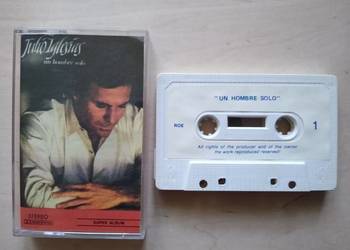 Julio Iglesias
un hombre solo
STEREO
SUPER ALBUM
"UN HOMBRE SOLO"
ROE
1
All rights of the producer and of the owner
the work reproduced reserved!